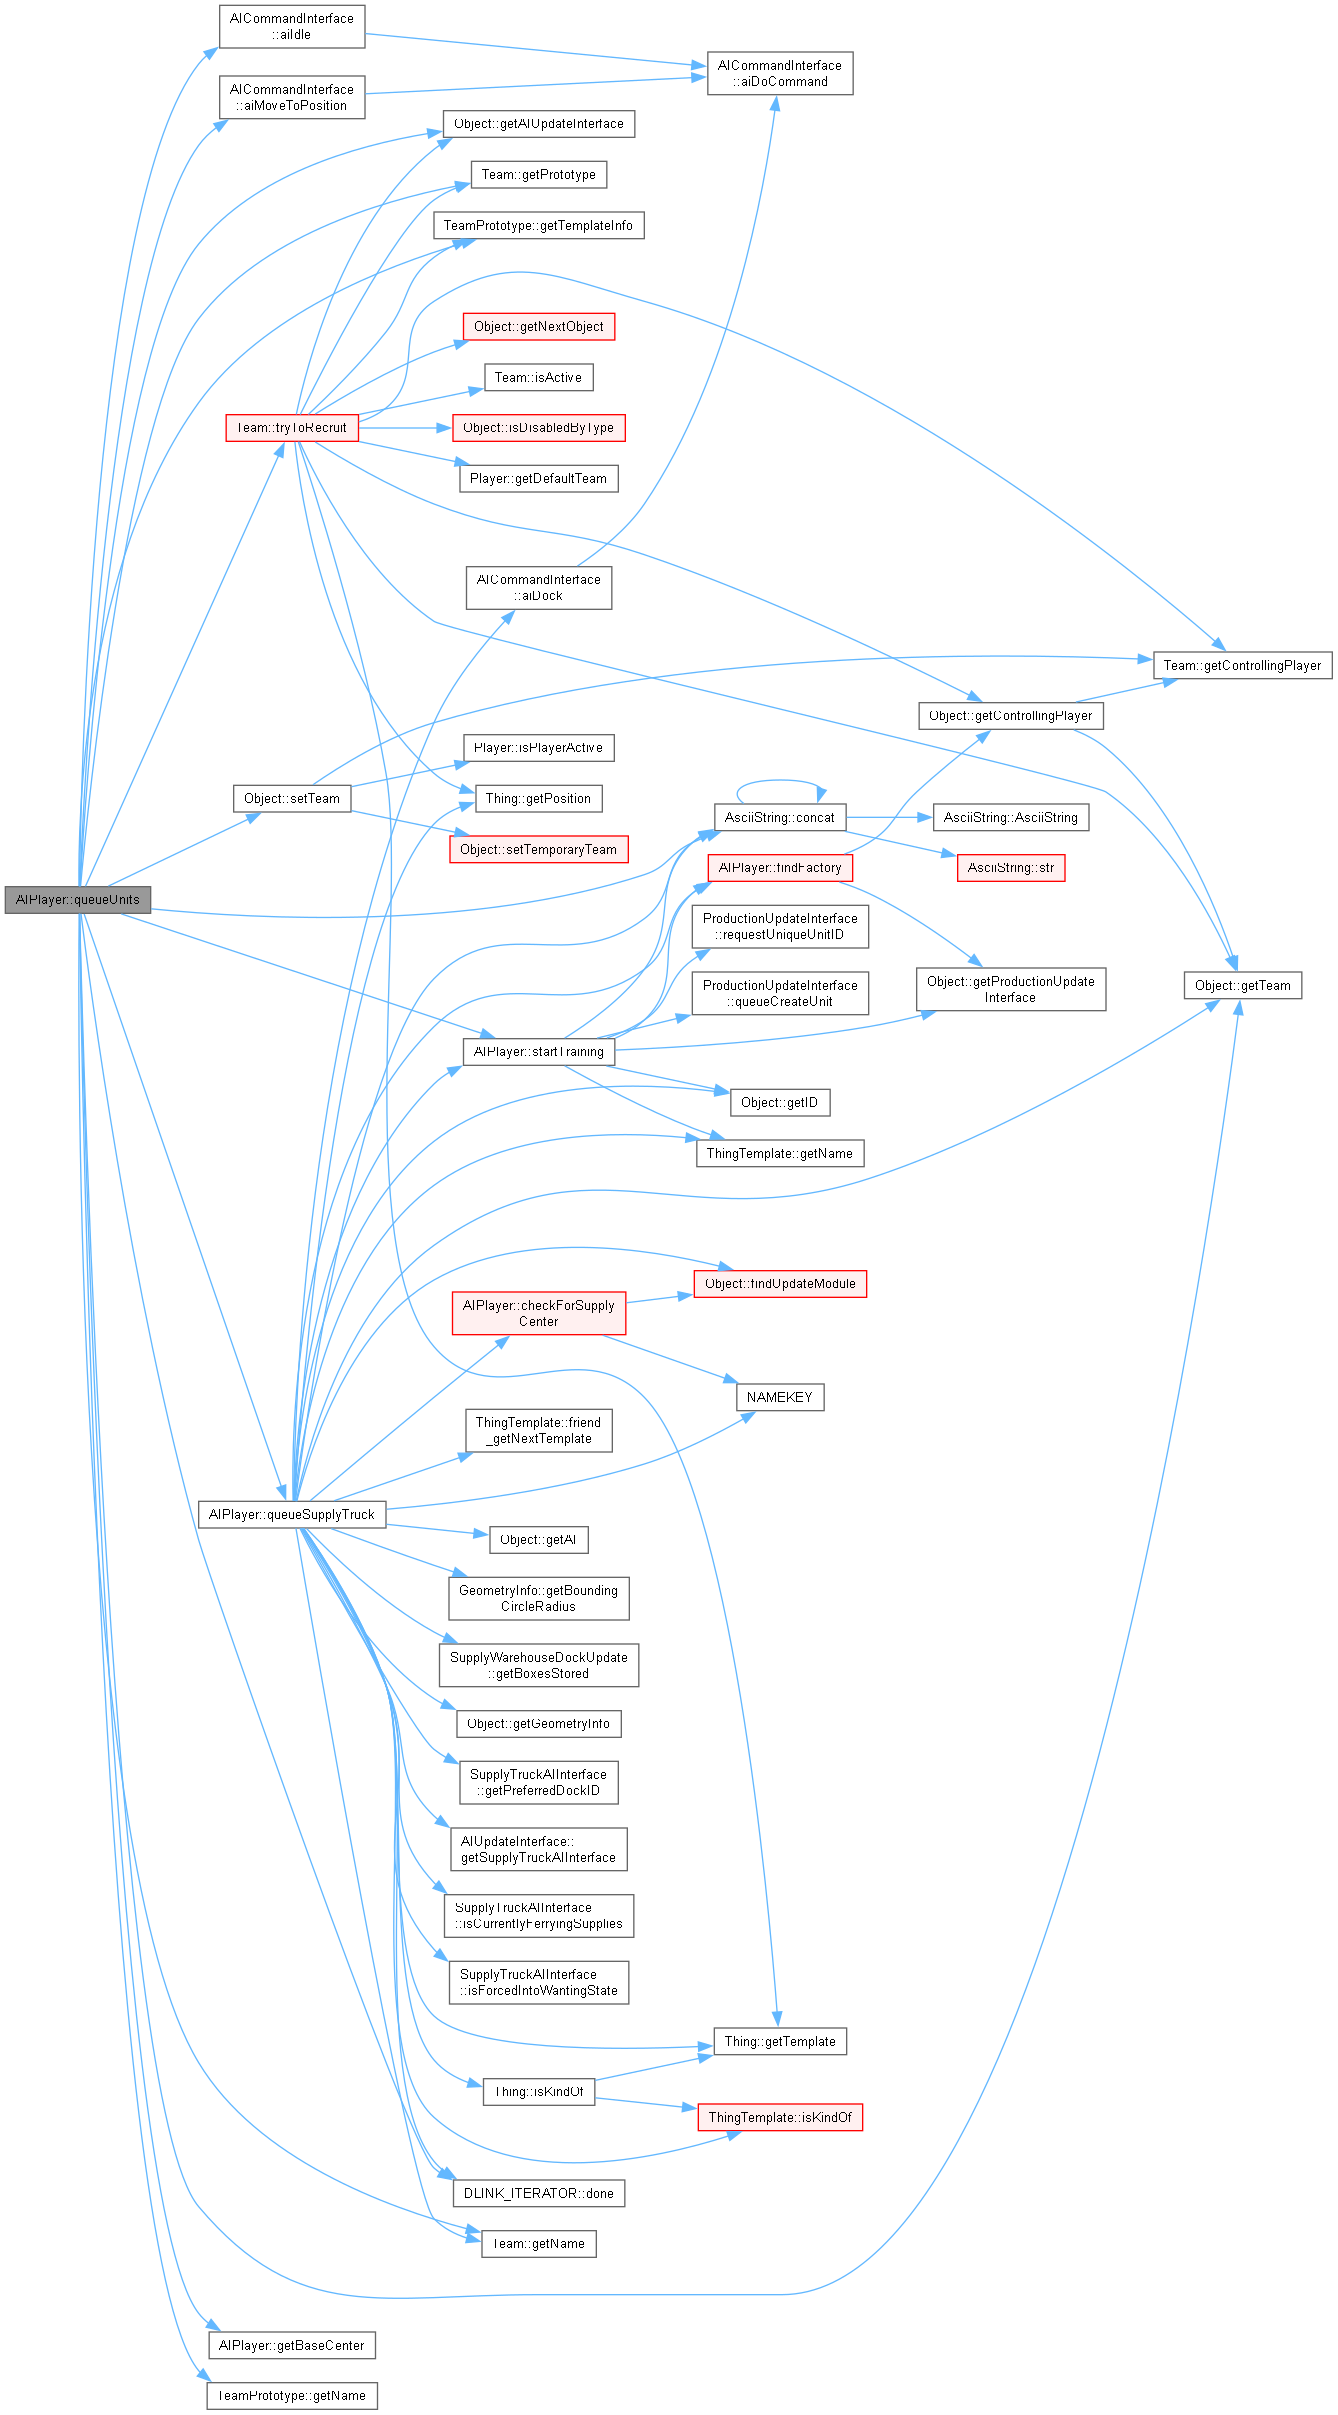 AICommandInterface
::aiIdle
AICommandInterface
::aiDoCommand
AICommandInterface
::aiMoveToPosition
Object::getAIUpdateInterface
Team::getPrototype
TeamPrototype::getTemplateInfo
Object::getNextObject
Team::isActive
Team::tryToRecruit
Object::isDisabledByType
Player::getDefaultTeam
AICommandInterface
::aiDock
Team::getControllingPlayer
Object::getControllingPlayer
Player::isPlayerActive
Object::setTeam
Thing::getPosition
AsciiString::concat
AsciiString::AsciiString
Object::setTemporaryTeam
AIPlayer::findFactory
AsciiString::str
AIPlayer::queueUnits
ProductionUpdateInterface
::requestUniqueUnitID
ProductionUpdateInterface
::queueCreateUnit
Object::getProductionUpdate
Interface
Object::getTeam
AIPlayer::startTraining
Object::getID
ThingTemplate::getName
Object::findUpdateModule
AIPlayer::checkForSupply
Center
NAMEKEY
ThingTemplate::friend
_getNextTemplate
AIPlayer::queueSupplyTruck
Object::getAI
GeometryInfo::getBounding
CircleRadius
SupplyWarehouseDockUpdate
::getBoxesStored
Object::getGeometryInfo
SupplyTruckAIInterface
::getPreferredDockID
AIUpdateInterface::
getSupplyTruckAIInterface
SupplyTruckAIInterface
::isCurrentlyFerryingSupplies
SupplyTruckAIInterface
::isForcedIntoWantingState
Thing::getTemplate
Thing::isKindOf
ThingTemplate::isKindOf
DLINK_ITERATOR::done
Team::getName
AIPlayer::getBaseCenter
TeamPrototype::getName